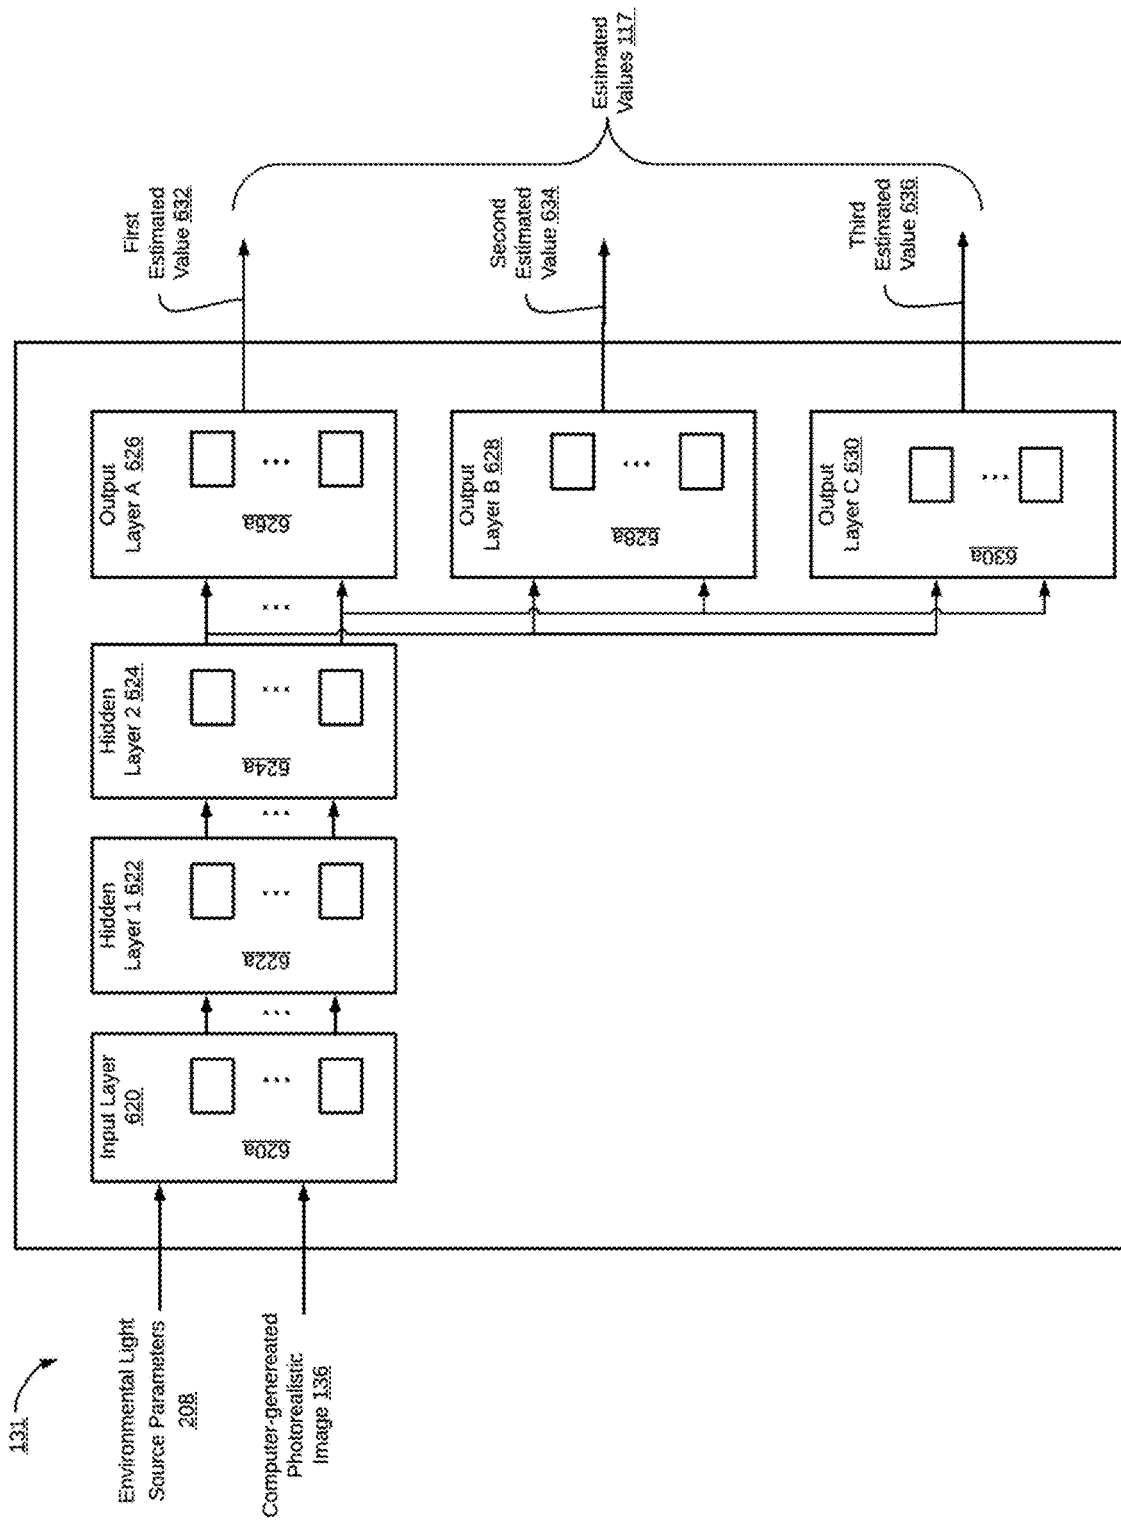 131
Environmental Light
Source Parameters
208
Computer-genereated
Photorealistic
Image 136
Input Layer
620
620a
Hidden
Layer 1 622
622a
Hidden
Layer 2 624
624a
Output
Layer A 626
626a
Output
Layer B 628
628a
Output
Layer C 630
630a
First
Estimated
Value 632
Second
Estimated
Value 634
Third
Estimated
Value 636
Estimated
Values 117